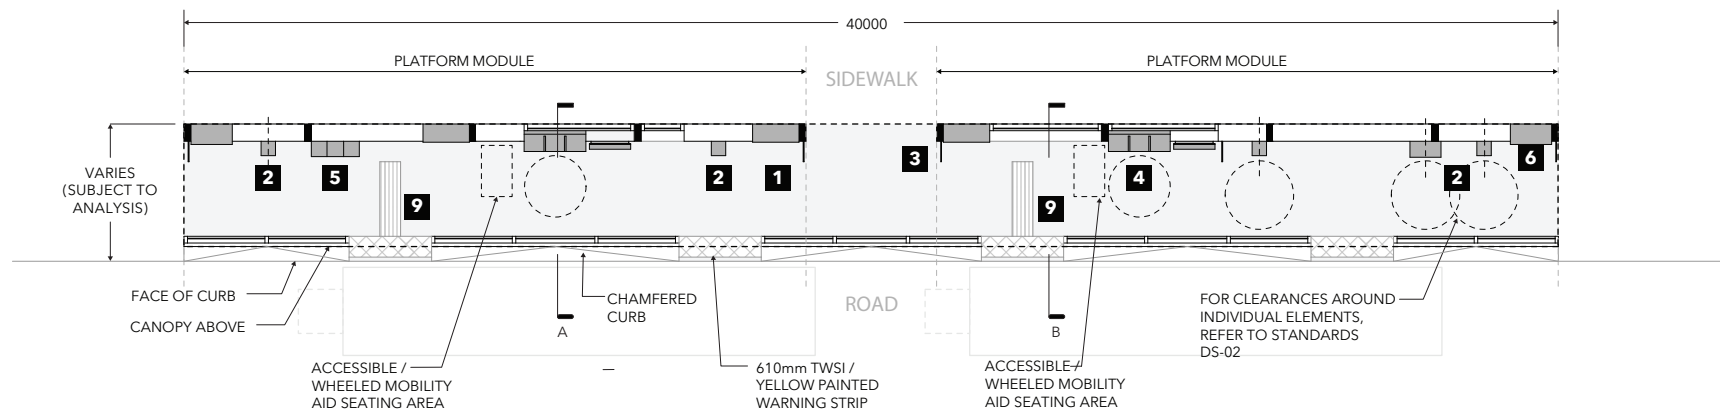 40000
PLATFORM MODULE
SIDEWALK
PLATFORM MODULE
VARIES
(SUBJECT TO
ANALYSIS)
2
5
9
2
1
3
9
4
2
6
FACE OF CURB
CANOPY ABOVE
A
CHAMFERED
CURB
ROAD
B
FOR CLEARANCES AROUND
INDIVIDUAL ELEMENTS,
REFER TO STANDARDS
DS-02
ACCESSIBLE /
WHEELED MOBILITY
AID SEATING AREA
—
610mm TWSI /
YELLOW PAINTED
WARNING STRIP
ACCESSIBLE /
WHEELED MOBILITY
AID SEATING AREA